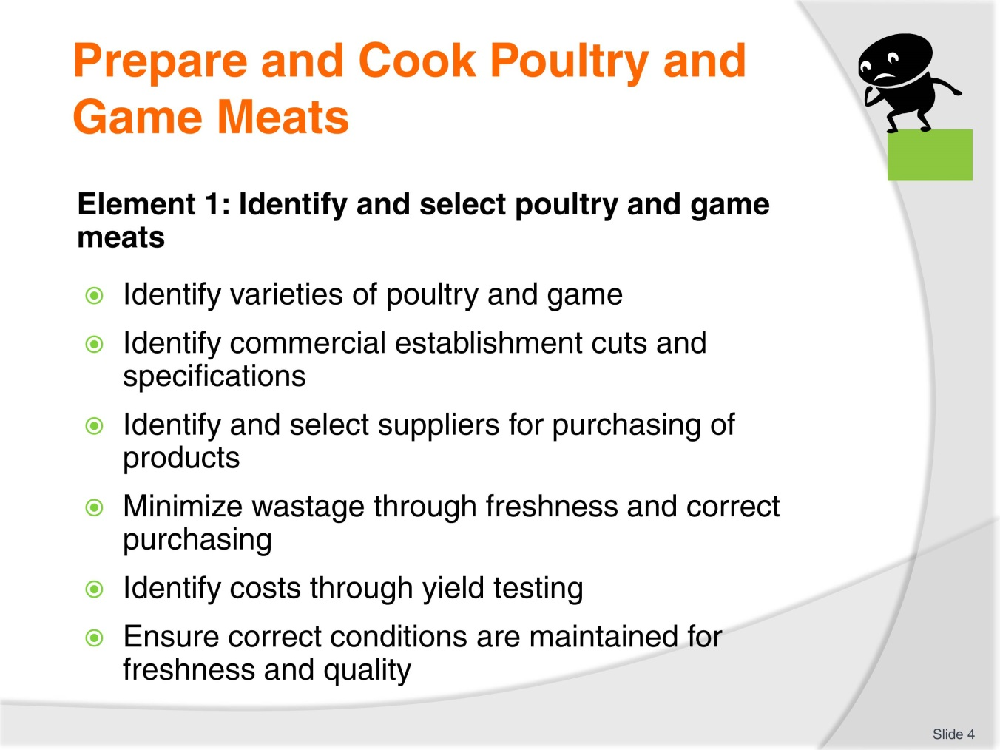 Prepare and Cook Poultry and
Game Meats
Element 1: Identify and select poultry and game
meats
Identify varieties of poultry and game
Identify commercial establishment cuts and
specifications
Identify and select suppliers for purchasing of
products
Minimize wastage through freshness and correct
purchasing
Identify costs through yield testing
Ensure correct conditions are maintained for
freshness and quality
Slide 4